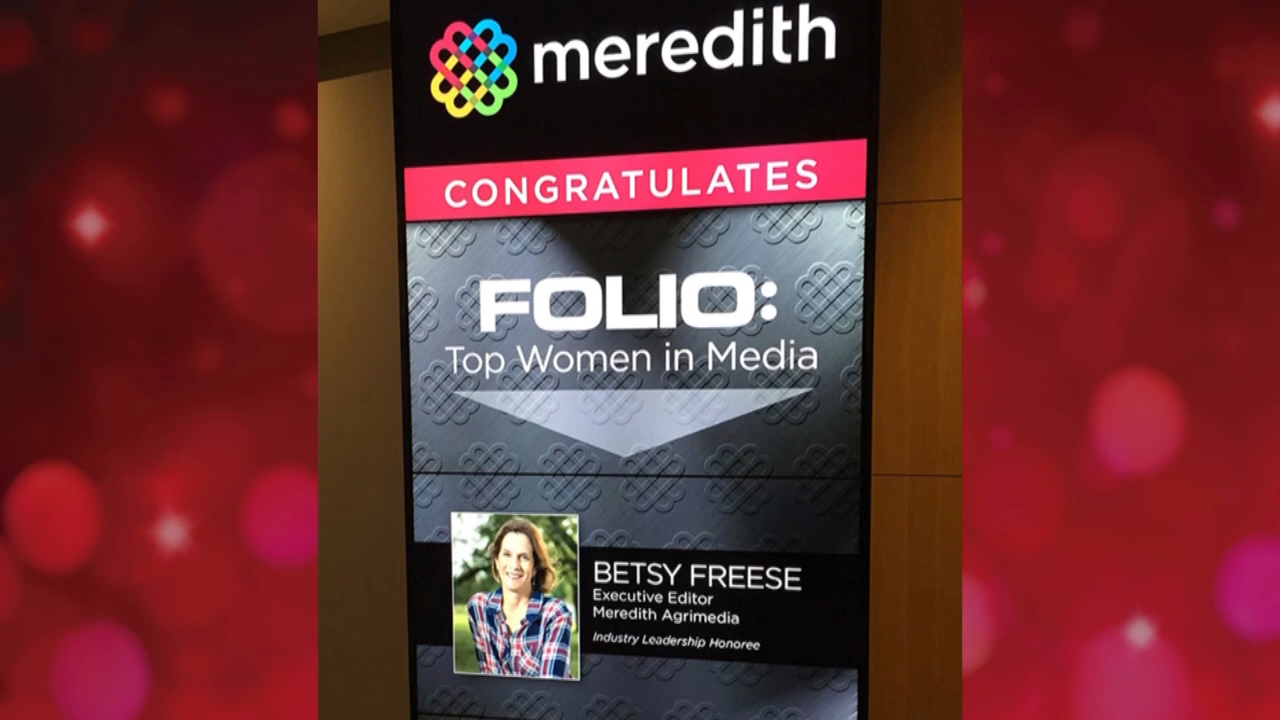 meredith
CONGRATULATES
FOLIO:
Top Women in Media
BETSY FREESE
Executive Editor
Meredith Agrimedia
Industry Leadership Honoree